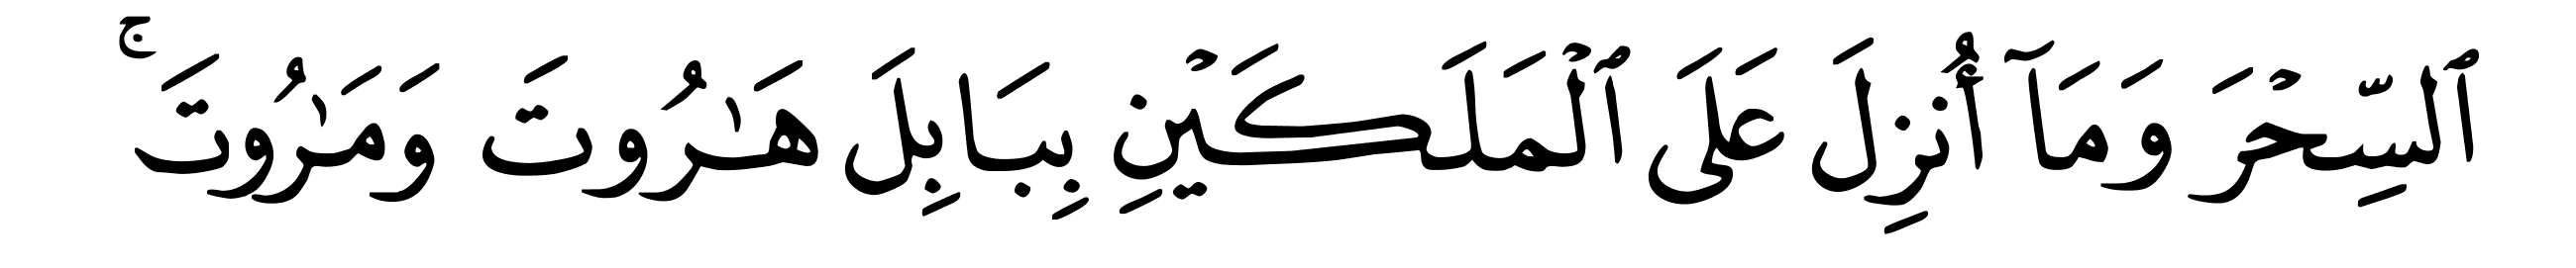 ٱلسِّحْرَ وَمَآ أُنزِلَ عَلَى ٱلْمَلَكَيْنِ بِبَابِلَ هَـٰرُوتَ وَمَـٰرُوتَ ۚ